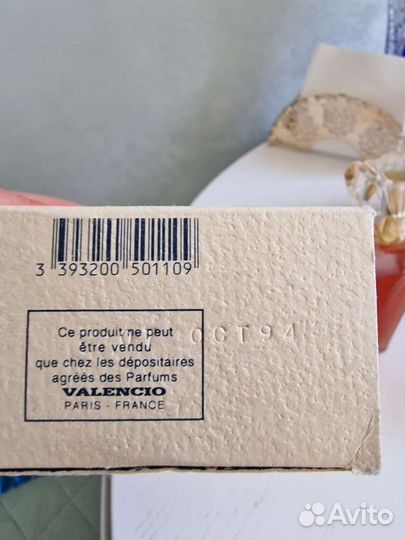 3 393200 501109
OCT94
Ce produit ne peut
être vendu
que chez les dépositaires
agréés des Parfums
VALENCIO
PARIS - FRANCE
Avito